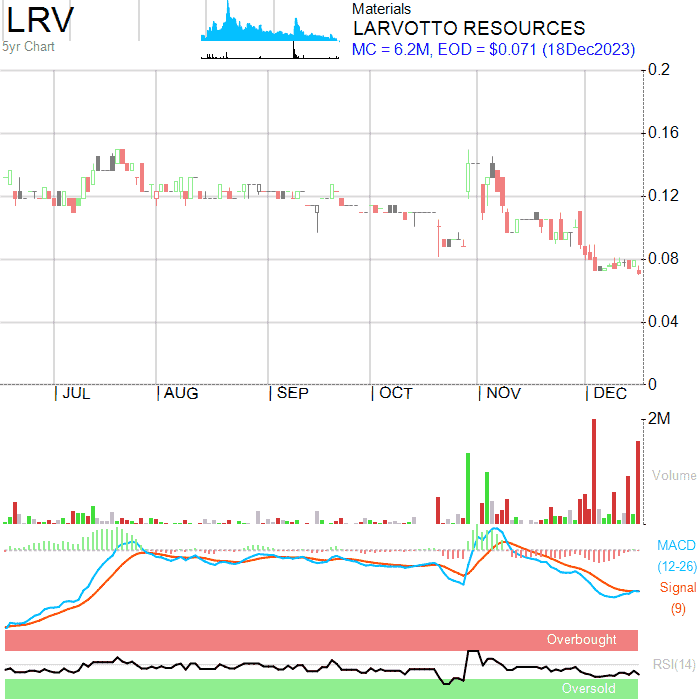 LRV
5yr Chart
Materials
LARVOTTO RESOURCES
MC = 6.2M, EOD = $0.071 (18Dec2023)
0.2
0.16
0.12
0.08
0.04
0
| JUL | AUG | SEP | OCT | NOV | DEC
2M
Volume
MACD
(12-26)
Signal
(9)
Overbought
RSI(14)
Oversold